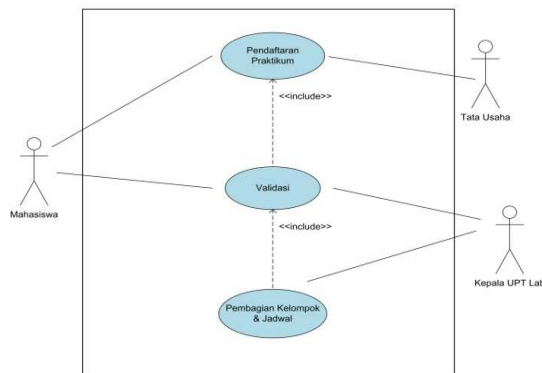 Pendaftaran
Praktikum
<<include>>
Tata Usaha
Mahasiswa
Validasi
<<include>>
Kepala UPT Lab
Pembagian Kelompok
& Jadwal